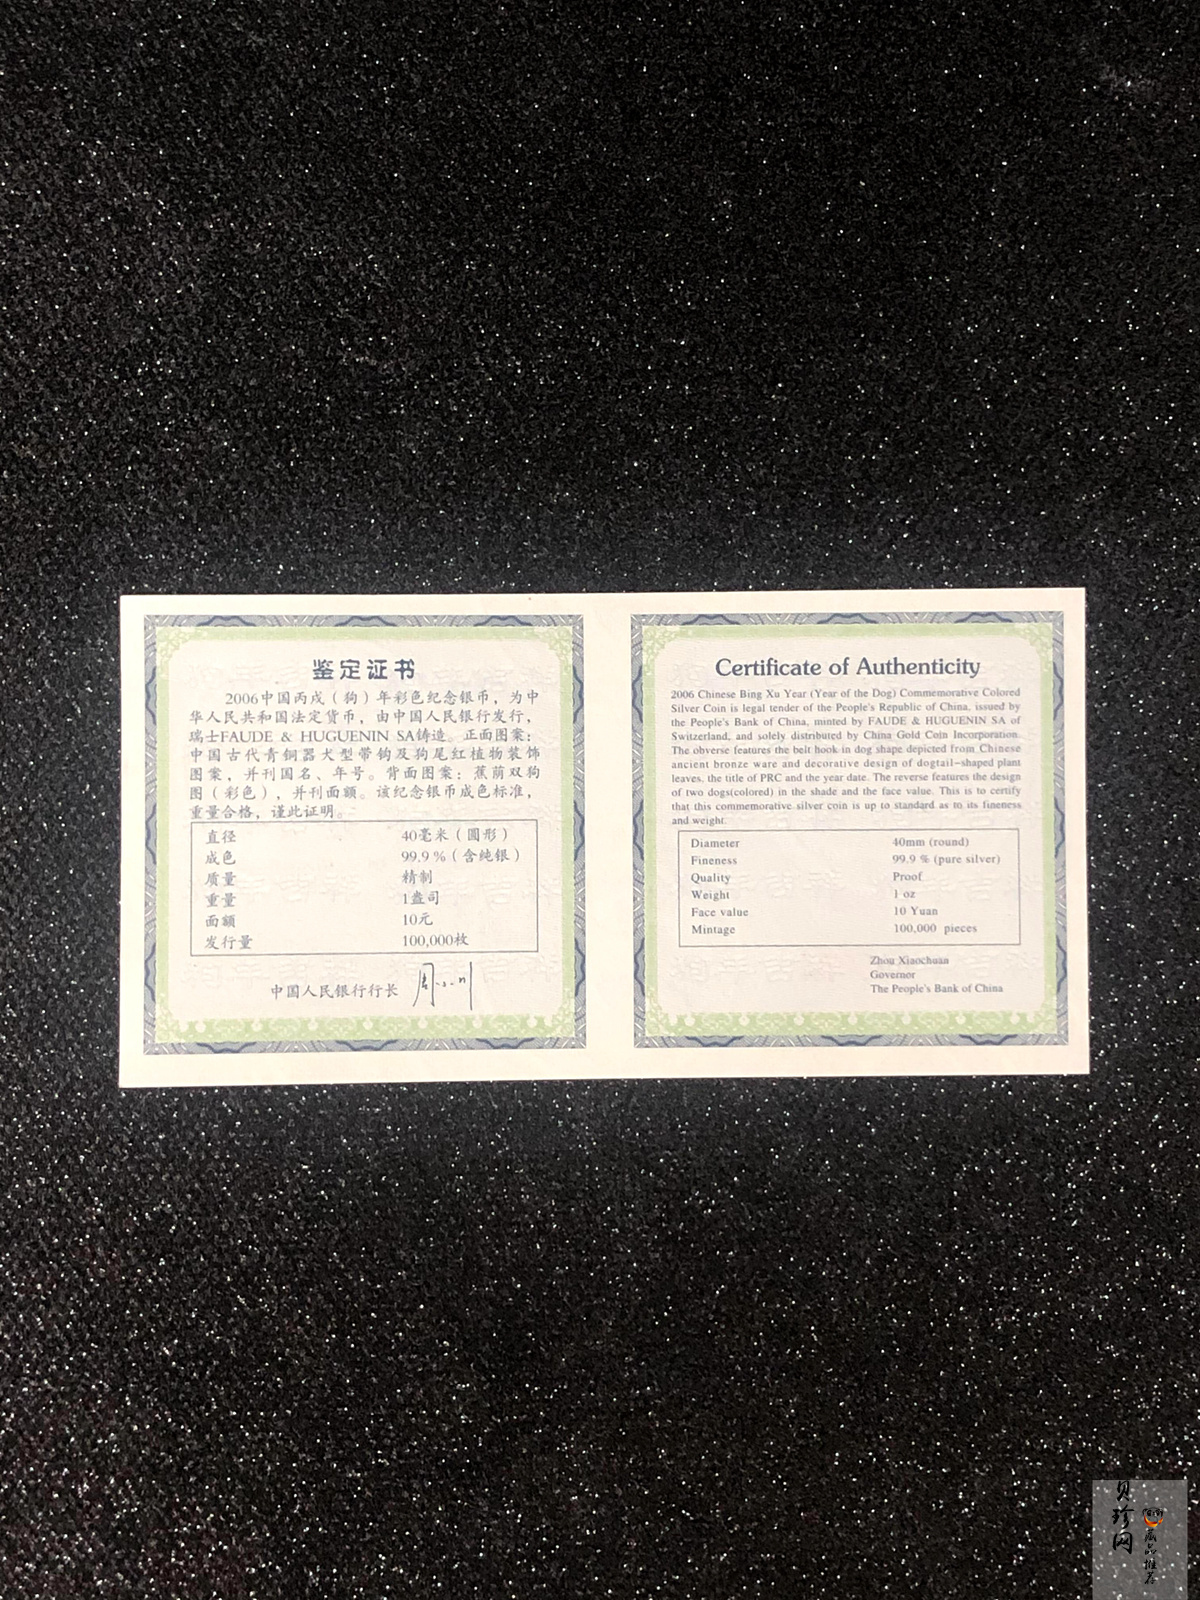 鉴定证书
2006中国丙戌（狗）年彩色纪念银币，为中
华人民共和国法定货币，由中国人民银行发行，
瑞士FAUDE & HUGUENIN SA铸造。正面图案：
中国古代青铜器犬型带钩及狗尾红植物装饰
图案，并刊国名、年号。背面图案：蕉荫双狗
图（彩色），并刊面额。该纪念银币成色标准，
重量合格，谨此证明。
直径 40毫米（圆形）
成色 99.9％（含纯银）
质量 精制
重量 1盎司
面额 10元
发行量 100,000枚
中国人民银行行长 周小川
Certificate of Authenticity
2006 Chinese Bing Xu Year (Year of the Dog) Commemorative Colored
Silver Coin is legal tender of the People's Republic of China, issued by
the People's Bank of China, minted by FAUDE & HUGUENIN SA of
Switzerland, and solely distributed by China Gold Coin Incorporation.
The obverse features the belt hook in dog shape depicted from Chinese
ancient bronze ware and decorative design of dogtail-shaped plant
leaves, the title of PRC and the year date. The reverse features the design
of two dogs(colored) in the shade and the face value. This is to certify
that this commemorative silver coin is up to standard as to its fineness
and weight.
Diameter 40mm (round)
Fineness 99.9 % (pure silver)
Quality Proof
Weight 1 oz
Face value 10 Yuan
Mintage 100,000 pieces
Zhou Xiaochuan
Governor
The People's Bank of China
贝珍网
藏品推荐